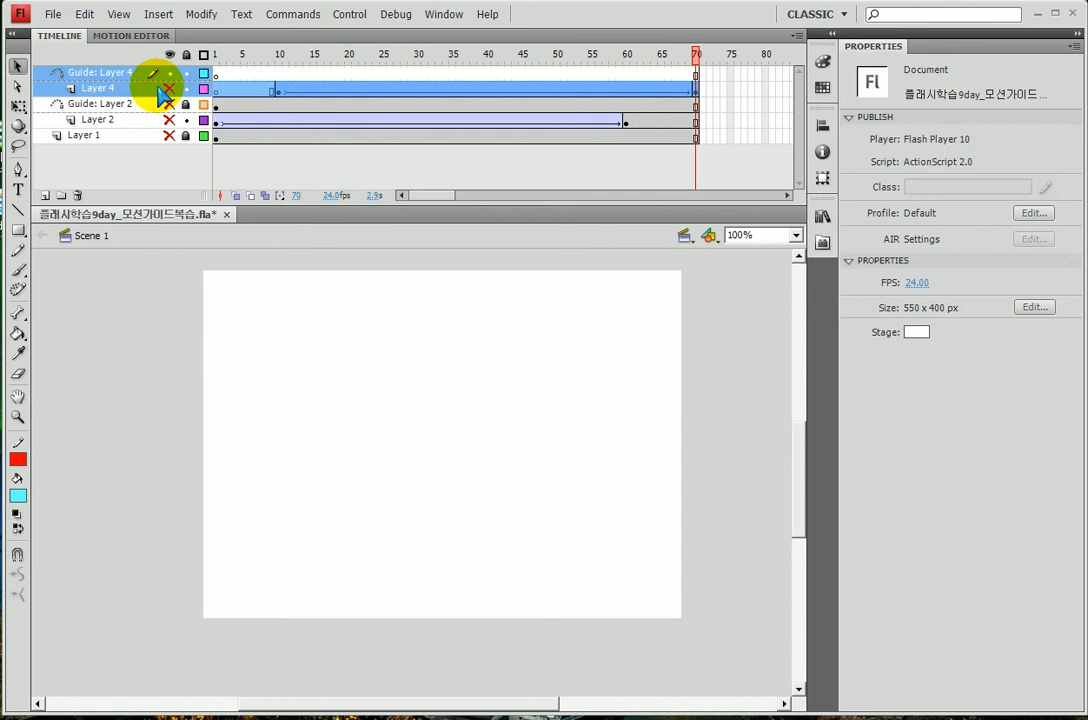 Fl File Edit View Insert Modify Text Commands Control Debug Window Help CLASSIC
TIMELINE MOTION EDITOR
1 5 10 15 20 25 30 35 40 45 50 55 60 65 70 75 80
Guide: Layer 4
Layer 4
Guide: Layer 2
Layer 2
Layer 1
70 24.0fps 2.9s
플래시학습9day_모션가이드복습.fla*
Scene 1 100%
PROPERTIES
Fl
Document
플래시학습9day_모션가이드...
PUBLISH
Player: Flash Player 10
Script: ActionScript 2.0
Class:
Profile: Default Edit...
AIR Settings Edit...
PROPERTIES
FPS: 24.00
Size: 550 x 400 px Edit...
Stage:
T